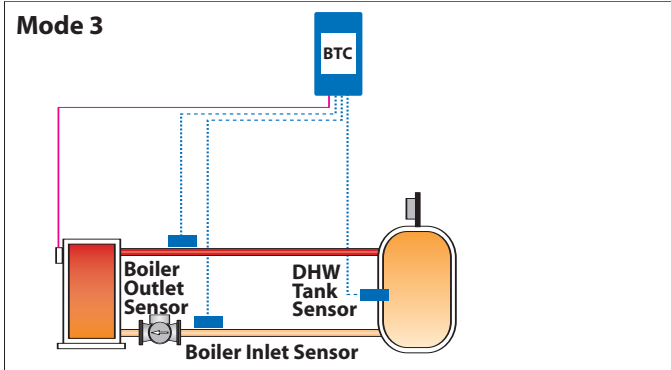 Mode 3
BTC
Boiler
Outlet
Sensor
DHW
Tank
Sensor
Boiler Inlet Sensor